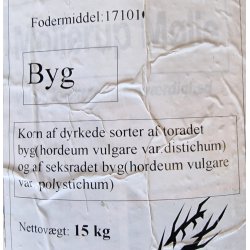 Fodermiddel:17101
Byg
Korn af dyrkede sorter af toradet
byg(hordeum vulgare var. distichum)
og af seksradet byg(hordeum vulgare
var. polystichum)
Nettovægt: 15 kg